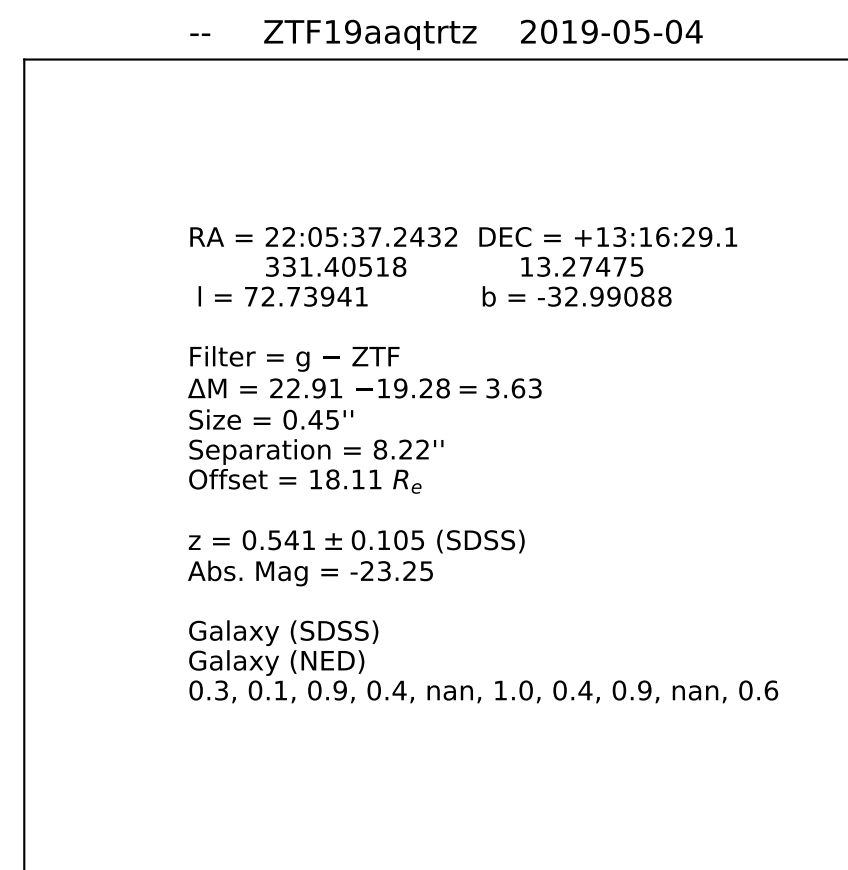 -- ZTF19aaqtrtz 2019-05-04
RA = 22:05:37.2432 DEC = +13:16:29.1
331.40518 13.27475
l = 72.73941 b = -32.99088
Filter = g − ZTF
ΔM = 22.91 −19.28 = 3.63
Size = 0.45''
Separation = 8.22''
Offset = 18.11 Re
z = 0.541 ± 0.105 (SDSS)
Abs. Mag = -23.25
Galaxy (SDSS)
Galaxy (NED)
0.3, 0.1, 0.9, 0.4, nan, 1.0, 0.4, 0.9, nan, 0.6